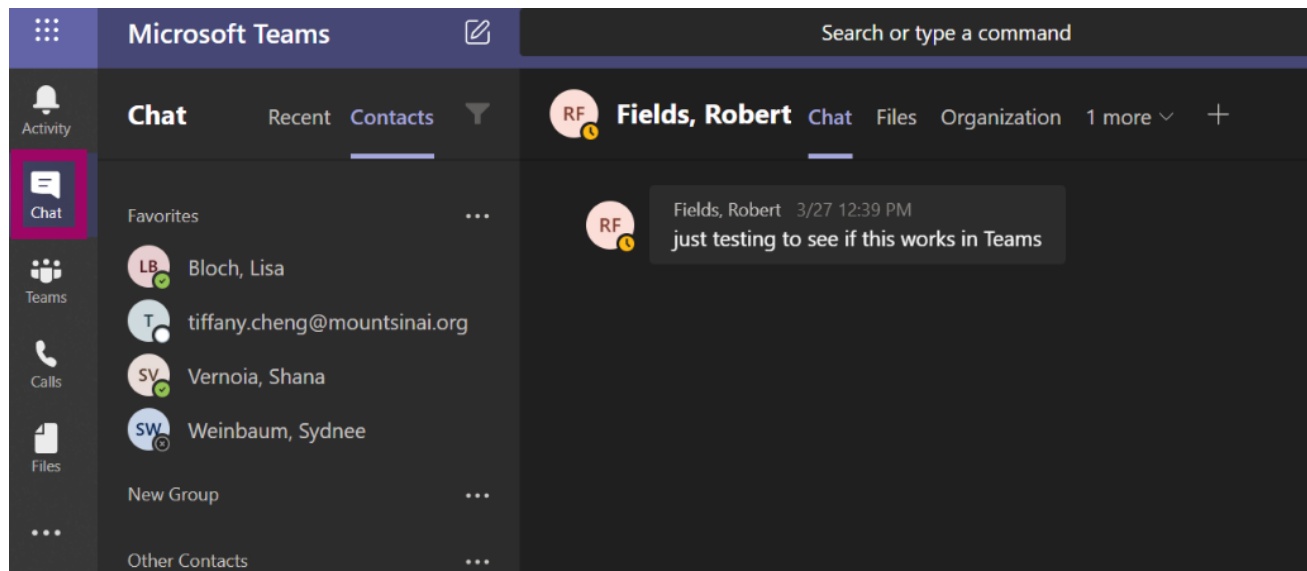 Microsoft Teams
Search or type a command
Activity
Chat
Teams
Calls
Files
Chat Recent Contacts
Favorites
LB Bloch, Lisa
T tiffany.cheng@mountsinai.org
SV Vernoia, Shana
SW Weinbaum, Sydnee
New Group
Other Contacts
RF Fields, Robert Chat Files Organization 1 more
RF Fields, Robert 3/27 12:39 PM
just testing to see if this works in Teams